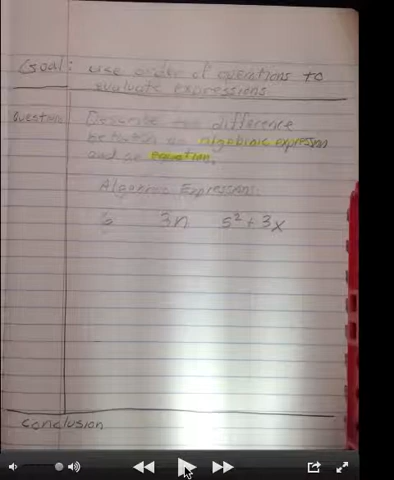 Goal: use order of operations to
evaluate expressions.
Question: Describe the difference
between an algebraic expression
and an equation.
Algebraic Expressions:
6 3n 5² + 3x
Conclusion